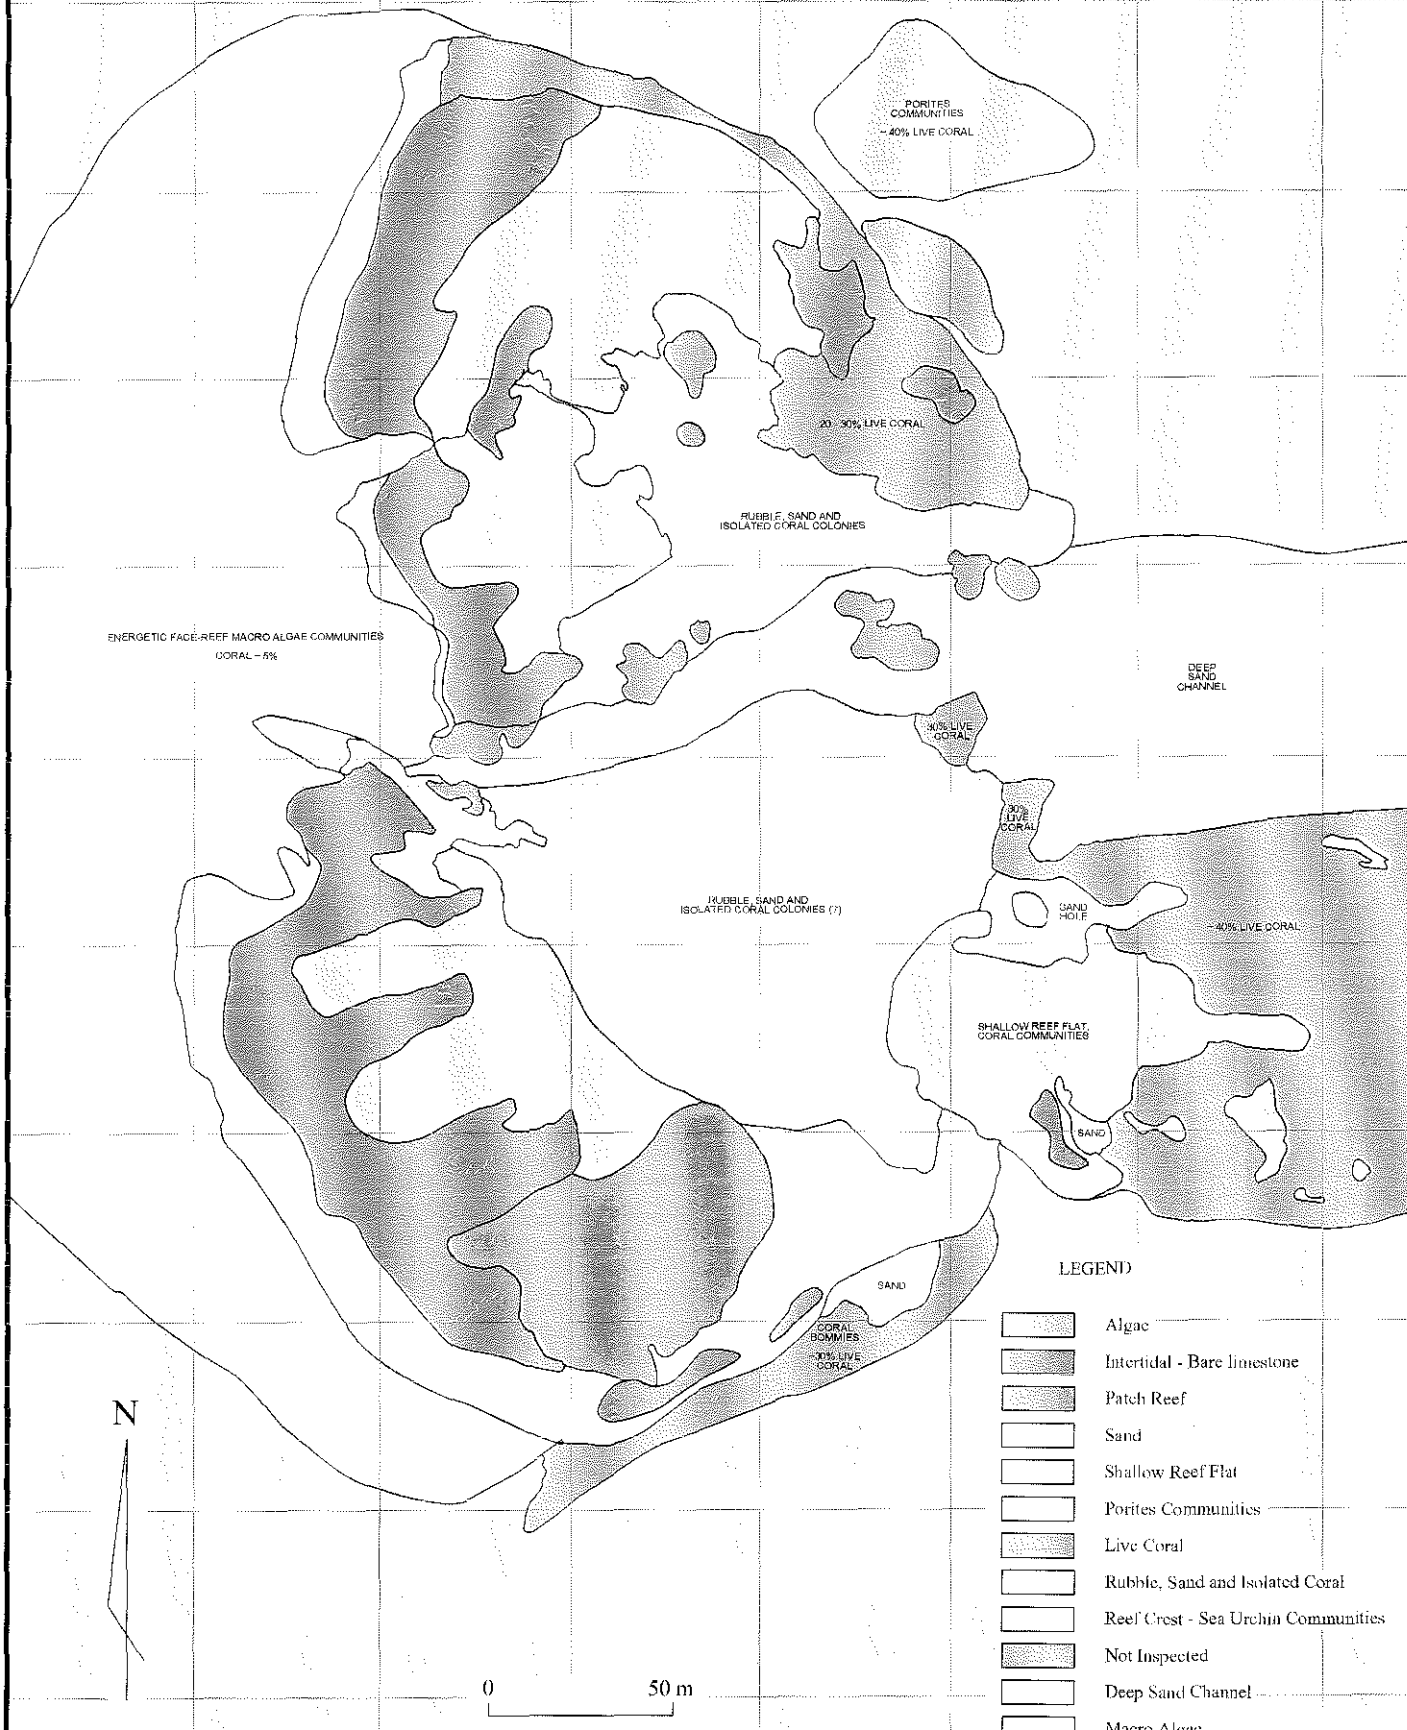 PORITES
COMMUNITIES
~40% LIVE CORAL
20 - 30% LIVE CORAL
RUBBLE, SAND AND
ISOLATED CORAL COLONIES
ENERGETIC FACE-REEF MACRO ALGAE COMMUNITIES
CORAL ~5%
DEEP
SAND
CHANNEL
30% LIVE
CORAL
30%
LIVE
CORAL
RUBBLE, SAND AND
ISOLATED CORAL COLONIES (?)
SAND
HOLE
~40% LIVE CORAL
SHALLOW REEF FLAT,
CORAL COMMUNITIES
SAND
SAND
CORAL
BOMMIES
~30% LIVE
CORAL
LEGEND
Algae
Intertidal - Bare limestone
Patch Reef
Sand
Shallow Reef Flat
Porites Communities
Live Coral
Rubble, Sand and Isolated Coral
Reef Crest - Sea Urchin Communities
Not Inspected
Deep Sand Channel
Macro Algae
N
0 50 m